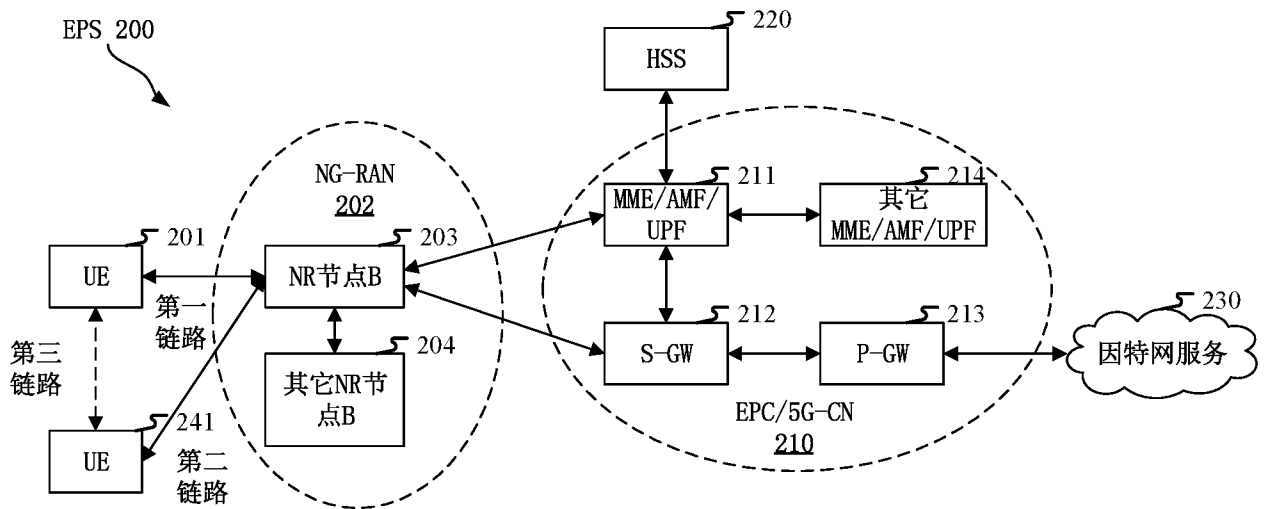 EPS 200
220
HSS
NG-RAN
202
211
MME/AMF/
UPF
214
其它
MME/AMF/UPF
201
UE
203
NR节点B
第一
链路
第三
链路
204
其它NR节
点B
212
S-GW
213
P-GW
230
因特网服务
EPC/5G-CN
210
241
UE
第二
链路